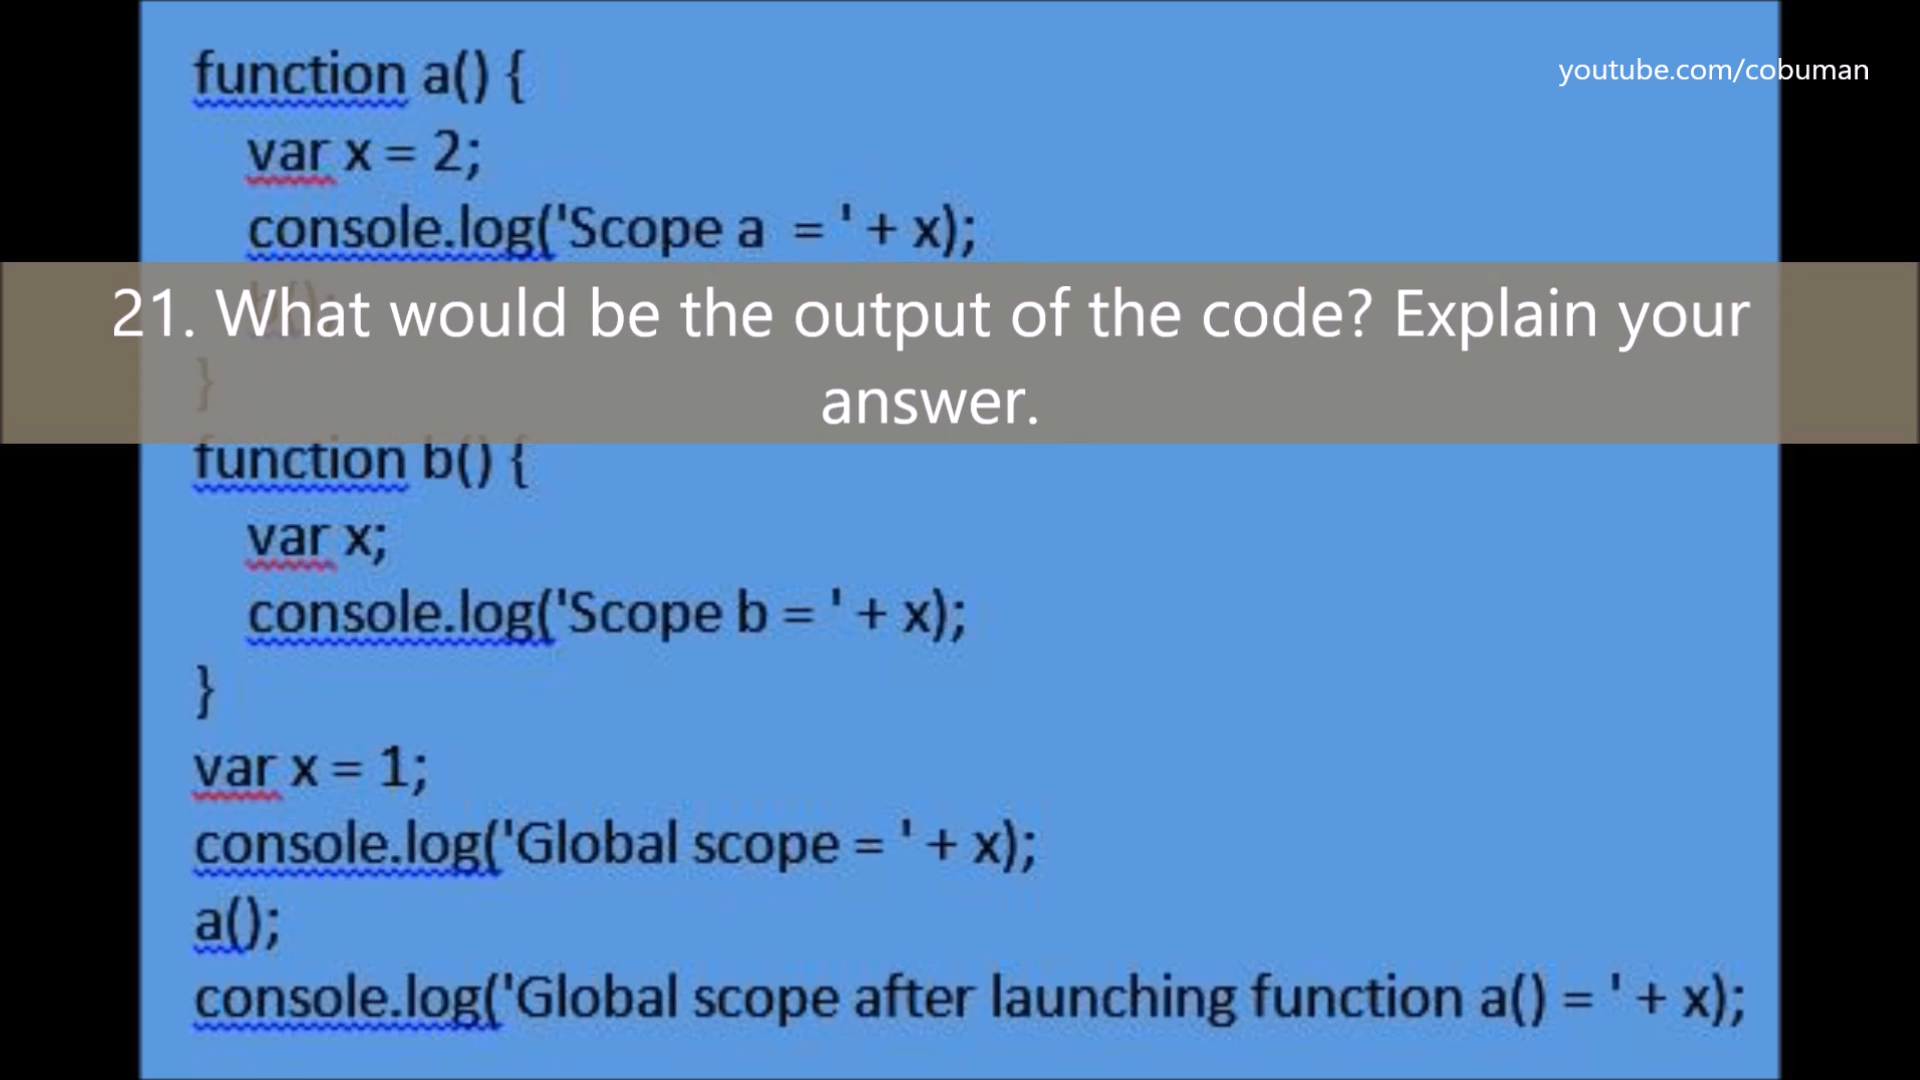 function a() {
var x = 2;
console.log('Scope a  = ' + x);
21. What would be the output of the code? Explain your
answer.
}
function b() {
var x;
console.log('Scope b = ' + x);
}
var x = 1;
console.log('Global scope = ' + x);
a();
console.log('Global scope after launching function a() = ' + x);
youtube.com/cobuman